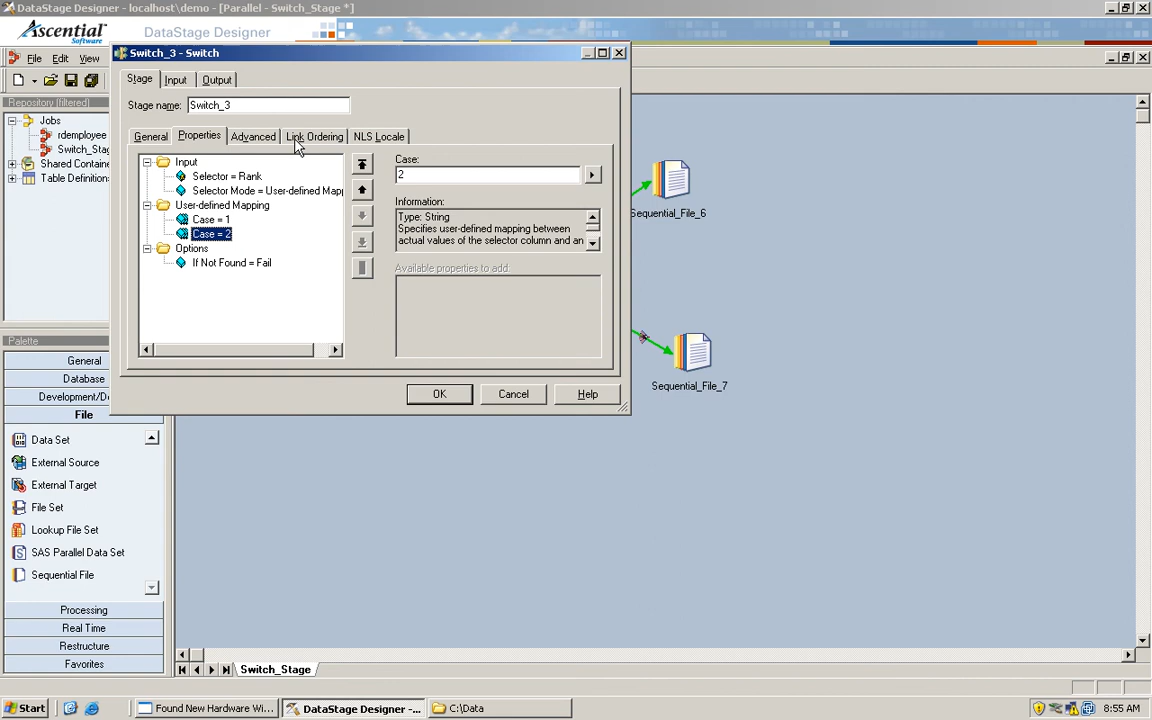 DataStage Designer - localhost\demo - [Parallel - Switch_Stage *]
Ascential Software
DataStage Designer
File Edit View
Switch_3 - Switch
Stage Input Output
Stage name: Switch_3
General Properties Advanced Link Ordering NLS Locale
Input
Selector = Rank
Selector Mode = User-defined Mapp
User-defined Mapping
Case = 1
Case = 2
Options
If Not Found = Fail
Case:
2
Information:
Type: String
Specifies user-defined mapping between
actual values of the selector column and an
Available properties to add:
OK Cancel Help
Repository (filtered)
Jobs
rdemployee
Switch_Sta
Shared Containe
Table Definition
Palette
General
Database
Development/De
File
Data Set
External Source
External Target
File Set
Lookup File Set
SAS Parallel Data Set
Sequential File
Processing
Real Time
Restructure
Favorites
Sequential_File_6
Sequential_File_7
Switch_Stage
Start
Found New Hardware Wi...
DataStage Designer -...
C:\Data
8:55 AM